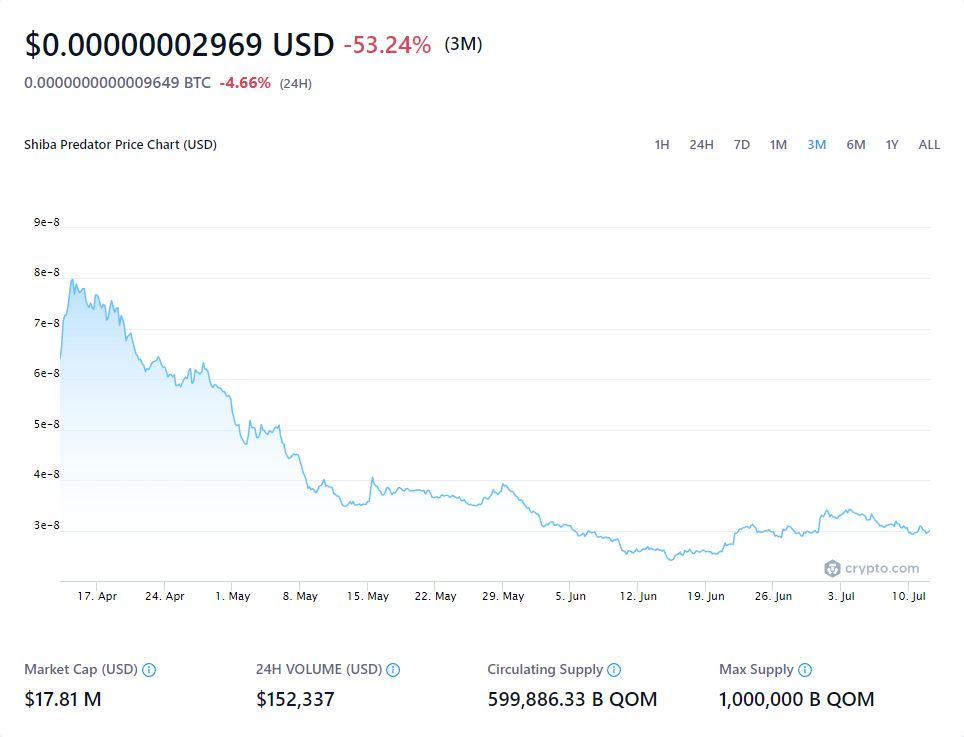 $0.00000002969 USD -53.24% (3M)
0.0000000000009649 BTC -4.66% (24H)
Shiba Predator Price Chart (USD) 1H 24H 7D 1M 3M 6M 1Y ALL
9e-8
8e-8
7e-8
6e-8
5e-8
4e-8
3e-8
crypto.com
17. Apr 24. Apr 1. May 8. May 15. May 22. May 29. May 5. Jun 12. Jun 19. Jun 26. Jun 3. Jul 10. Jul
Market Cap (USD) 24H VOLUME (USD) Circulating Supply Max Supply
$17.81 M $152,337 599,886.33 B QOM 1,000,000 B QOM